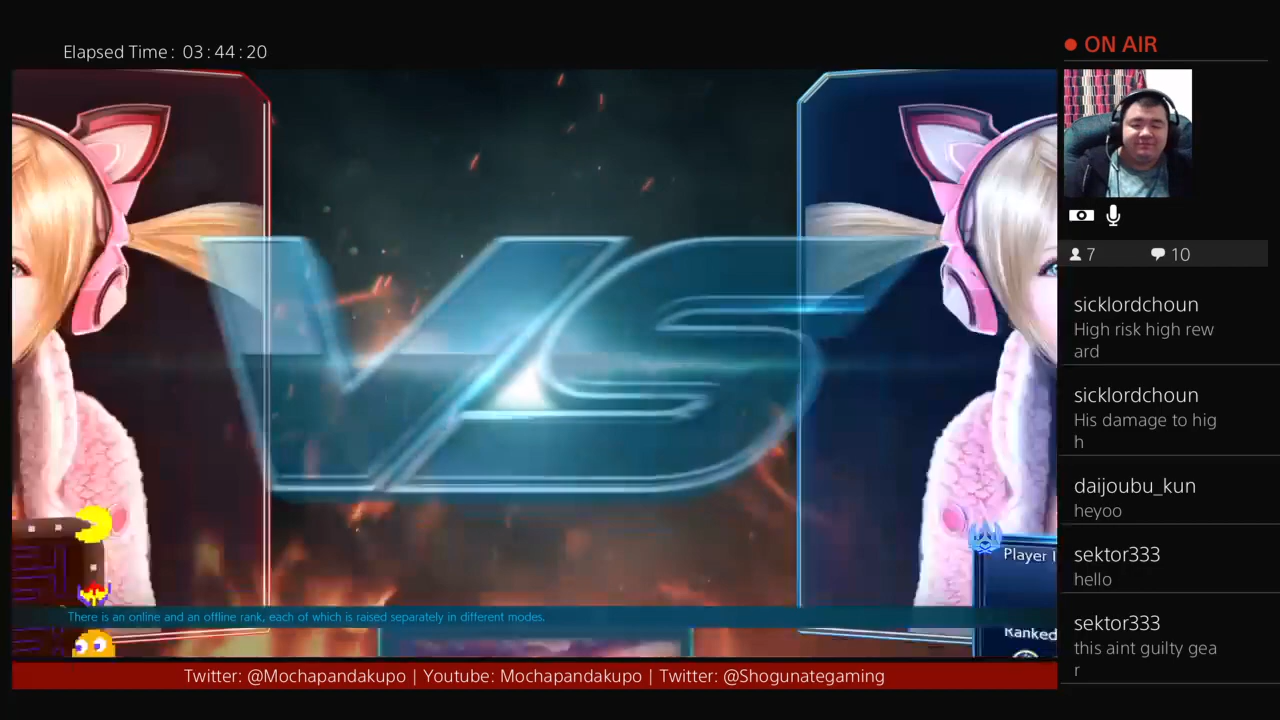 Elapsed Time: 03:44:20
ON AIR
7 10
VS
sicklordchoun
High risk high rew
ard
sicklordchoun
His damage to hig
h
daijoubu_kun
heyoo
sektor333
hello
sektor333
this aint guilty gea
r
Player I
Ranked
There is an online and an offline rank, each of which is raised separately in different modes.
Twitter: @Mochapandakupo | Youtube: Mochapandakupo | Twitter: @Shogunategaming